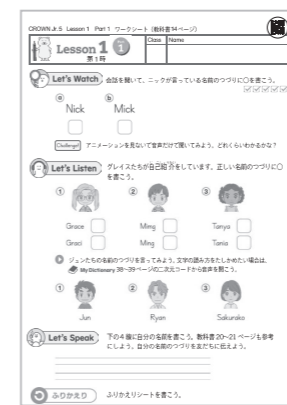 CROWN Jr. 5 Lesson 1 Part 1 ワークシート（教科書14ページ）
Class Name
Lesson 1 1
第1時
Let's Watch 会話を聞いて、ニックが言っている名前のつづりに○を書こう。
ⓐ ⓑ
Nick Mick
Challenge! アニメーションを見ないで音声だけで聞いてみよう。どれくらいわかるかな？
Let's Listen グレイスたちが自己紹介をしています。正しい名前のつづりに○
を書こう。
① ② ③
Grace Ming Tanya
Graci Ming Tania
ジュンたちの名前のつづりを言ってみよう。文字の読み方をたしかめたい場合は、
My Dictionary 38~39ページの二次元コードから音声を聞こう。
① ② ③
Jun Ryan Sakurako
Let's Speak 下の4線に自分の名前を書こう。教科書20~21ページも参考
にしよう。自分の名前のつづりを友だちに伝えよう。
ふりかえり ふりかえりシートを書こう。